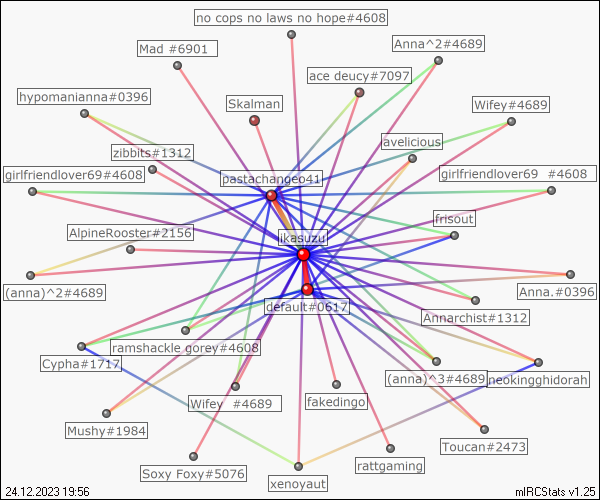 no cops no laws no hope#4608
Mad #6901
Anna^2#4689
ace deucy#7097
hypomanianna#0396
Skalman
Wifey#4689
avelicious
zibbits#1312
girlfriendlover69#4608
pastachangeo41
girlfriendlover69  #4608
frisout
AlpineRooster#2156
ikasuzu
(anna)^2#4689
Anna.#0396
default#0617
Annarchist#1312
ramshackle.gorey#4608
Cypha#1717
(anna)^3#4689
neokingghidorah
Wifey  #4689
fakedingo
Mushy#1984
Toucan#2473
Soxy Foxy#5076
rattgaming
xenoyaut
24.12.2023 19:56
mIRCStats v1.25